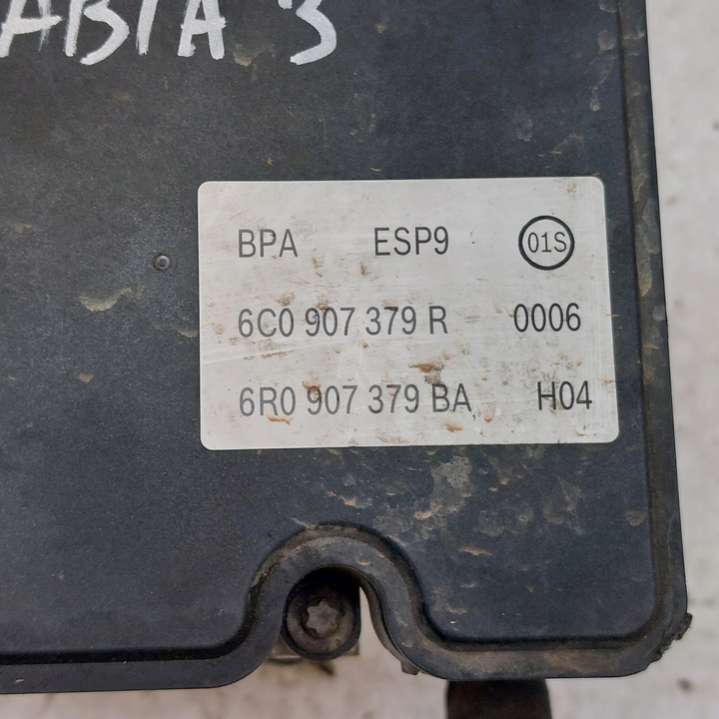 ABIA 3
BPA ESP9 01S
6C0 907 379 R 0006
6R0 907 379 BA H04